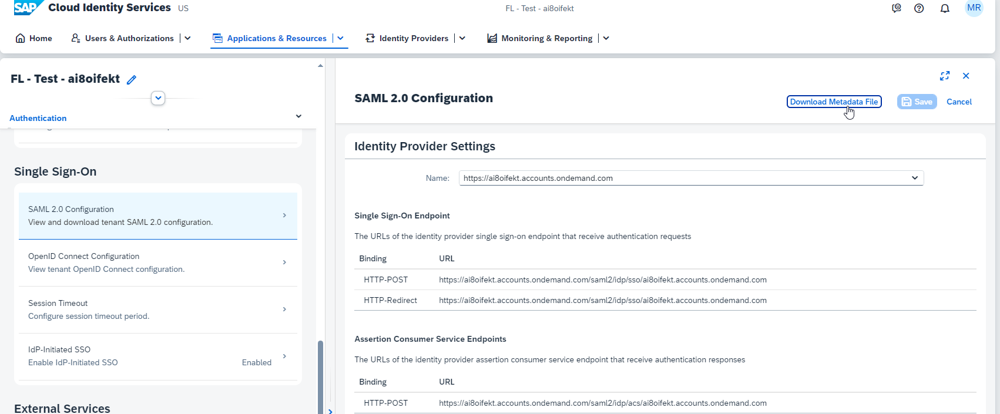 SAP Cloud Identity Services US
FL - Test - ai8oifekt
MR
Home
Users & Authorizations
Applications & Resources
Identity Providers
Monitoring & Reporting
FL - Test - ai8oifekt
Authentication
Single Sign-On
SAML 2.0 Configuration
View and download tenant SAML 2.0 configuration.
OpenID Connect Configuration
View tenant OpenID Connect configuration.
Session Timeout
Configure session timeout period.
IdP-Initiated SSO
Enable IdP-Initiated SSO Enabled
External Services
SAML 2.0 Configuration
Download Metadata File
Save
Cancel
Identity Provider Settings
Name: https://ai8oifekt.accounts.ondemand.com
Single Sign-On Endpoint
The URLs of the identity provider single sign-on endpoint that receive authentication requests
Binding URL
HTTP-POST https://ai8oifekt.accounts.ondemand.com/saml2/idp/sso/ai8oifekt.accounts.ondemand.com
HTTP-Redirect https://ai8oifekt.accounts.ondemand.com/saml2/idp/sso/ai8oifekt.accounts.ondemand.com
Assertion Consumer Service Endpoints
The URLs of the identity provider assertion consumer service endpoint that receive authentication responses
Binding URL
HTTP-POST https://ai8oifekt.accounts.ondemand.com/saml2/idp/acs/ai8oifekt.accounts.ondemand.com